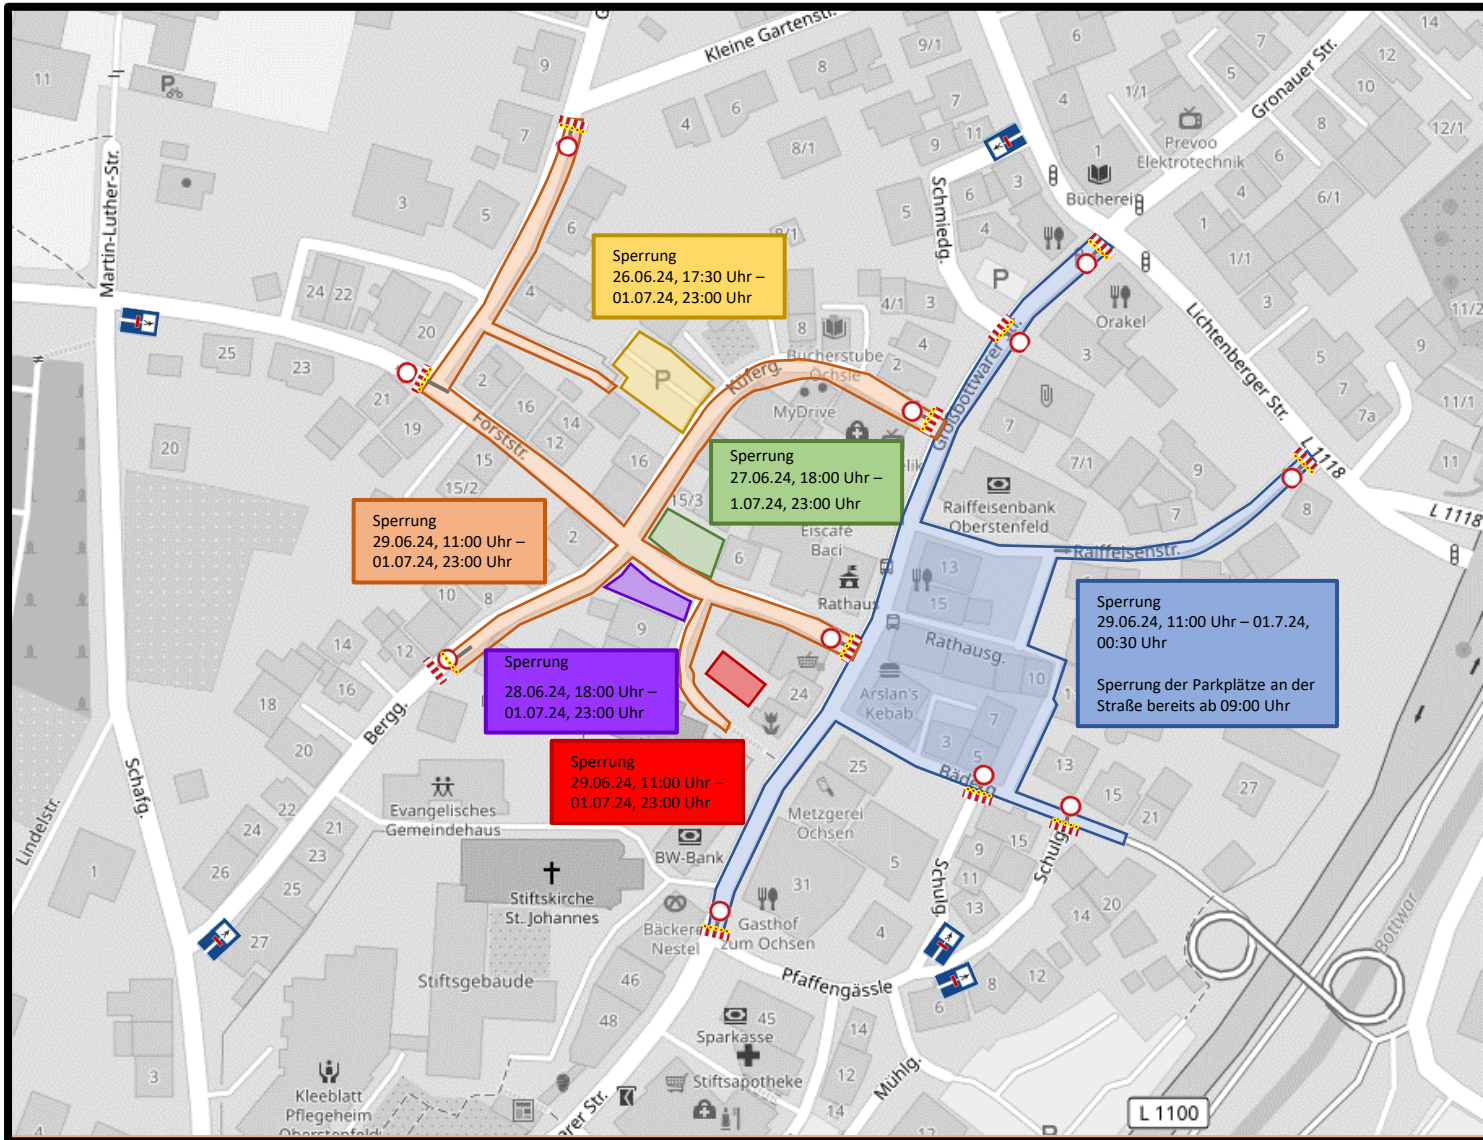 Kleine Gartenstr.
Gronauer Str.
Martin-Luther-Str.
Prevoo
Elektrotechnik
Bücherei
Schmiedg.
Orakel
Lichtenberger Str.
L 1118
L 1118
Sperrung
26.06.24, 17:30 Uhr –
01.07.24, 23:00 Uhr
P
P
P
Küferg.
Bücherstube
Öchsle
MyDrive
Großbottwarer
Forststr.
Sperrung
27.06.24, 18:00 Uhr –
1.07.24, 23:00 Uhr
Eiscafé
Baci
Raiffeisenbank
Oberstenfeld
Raiffeisenstr.
Sperrung
29.06.24, 11:00 Uhr –
01.07.24, 23:00 Uhr
Rathaus
Rathausg.
Arslan's
Kebab
Sperrung
29.06.24, 11:00 Uhr – 01.7.24,
00:30 Uhr
Sperrung der Parkplätze an der
Straße bereits ab 09:00 Uhr
Sperrung
28.06.24, 18:00 Uhr –
01.07.24, 23:00 Uhr
Sperrung
29.06.24, 11:00 Uhr –
01.07.24, 23:00 Uhr
Bergg.
Schafg.
Lindelstr.
Evangelisches
Gemeindehaus
Stiftskirche
St. Johannes
BW-Bank
Metzgerei
Ochsen
Schulg.
Schulg.
Bäckerei
Nestel
Gasthof
zum Ochsen
Pfaffengässle
Stiftsgebäude
Sparkasse
Stiftsapotheke
Mühlg.
Bottwar
Kleeblatt
Pflegeheim
Oberstenfeld
arer Str.
L 1100